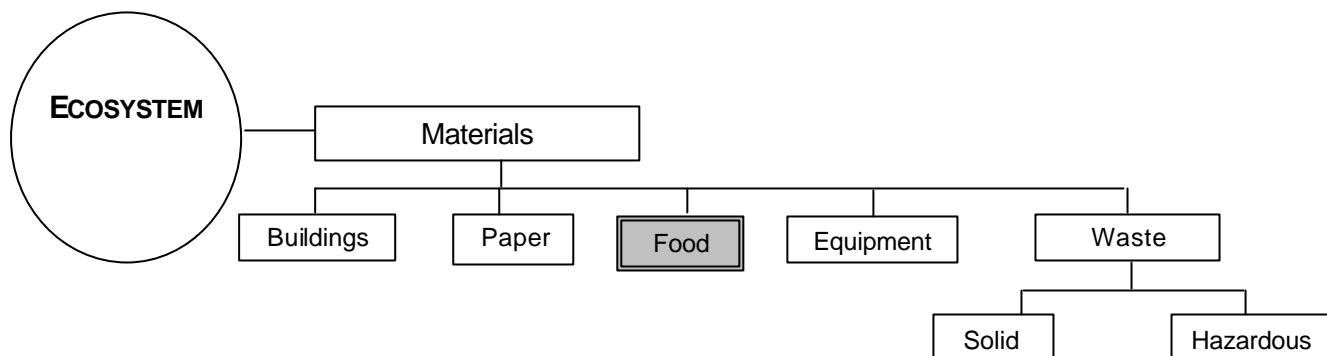 ECOSYSTEM
Materials
Buildings
Paper
Food
Equipment
Waste
Solid
Hazardous